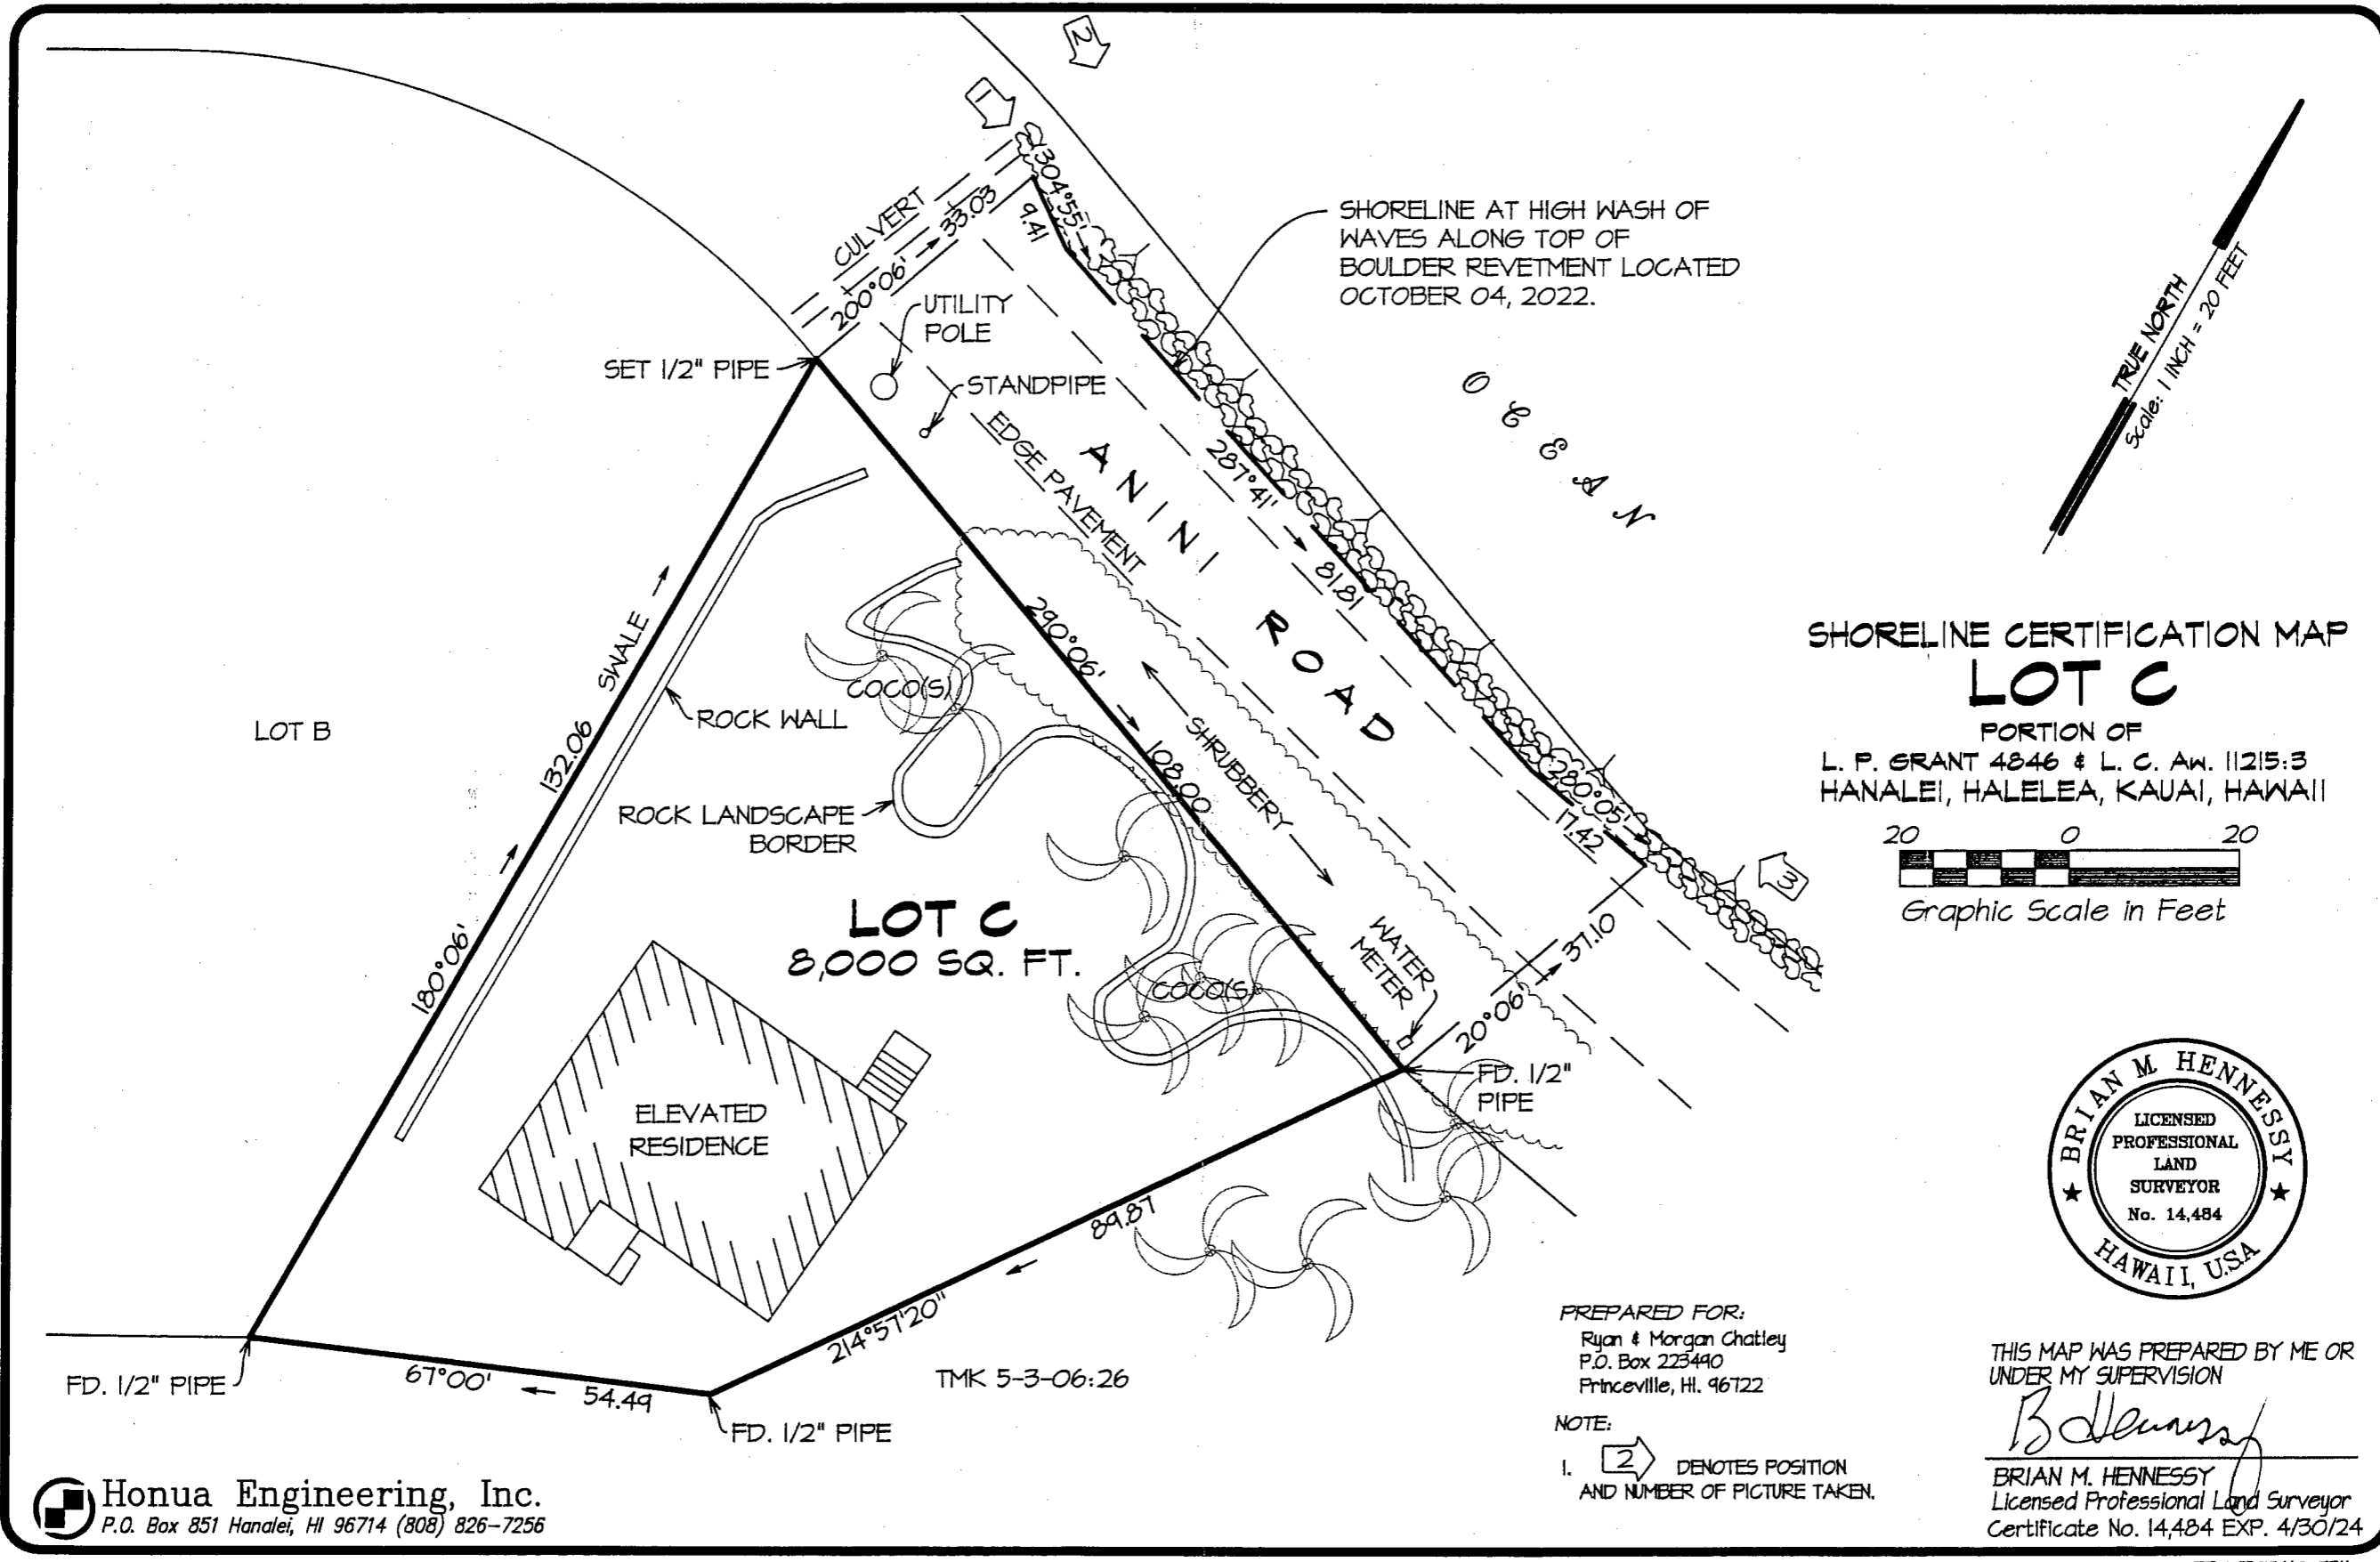 2
1
CULVERT
200°06' 33.03
304°55'
9.41
SHORELINE AT HIGH WASH OF
WAVES ALONG TOP OF
BOULDER REVETMENT LOCATED
OCTOBER 04, 2022.
UTILITY
POLE
SET 1/2" PIPE
STANDPIPE
EDGE PAVEMENT
ANINI ROAD
OCEAN
287°41' 81.81
TRUE NORTH
Scale: 1 INCH = 20 FEET
290°06' 108.00
SHRUBBERY
COCO(S)
ROCK WALL
LOT B
180°06' 132.06 SWALE
ROCK LANDSCAPE
BORDER
280°05'
17.42
3
SHORELINE CERTIFICATION MAP
LOT C
PORTION OF
L. P. GRANT 4846 & L. C. AW. 11215:3
HANALEI, HALELEA, KAUAI, HAWAII
20 0 20
Graphic Scale in Feet
LOT C
8,000 SQ. FT.
COCO(S)
WATER
METER
20°06' 37.10
FD. 1/2"
PIPE
ELEVATED
RESIDENCE
214°57'20" 89.87
67°00' 54.49
FD. 1/2" PIPE
FD. 1/2" PIPE
TMK 5-3-06:26
BRIAN M. HENNESSY
LICENSED
PROFESSIONAL
LAND
SURVEYOR
No. 14,484
HAWAII, U.S.A.
PREPARED FOR:
Ryan & Morgan Chatley
P.O. Box 223490
Princeville, HI. 96722
NOTE:
1. 2 DENOTES POSITION
AND NUMBER OF PICTURE TAKEN.
THIS MAP WAS PREPARED BY ME OR
UNDER MY SUPERVISION
B Hennessy
BRIAN M. HENNESSY
Licensed Professional Land Surveyor
Certificate No. 14,484 EXP. 4/30/24
Honua Engineering, Inc.
P.O. Box 851 Hanalei, HI 96714 (808) 826-7256